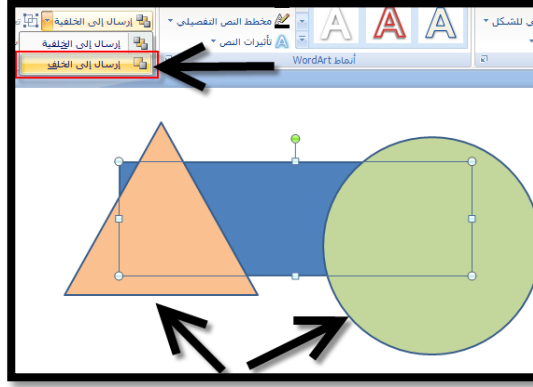 ي للشكل
مخطط النص التفصيلي
إرسال إلى الخلفية
تأثيرات النص
إرسال إلى الخلفية
أنماط WordArt
إرسال إلى الخلف
A A A
A